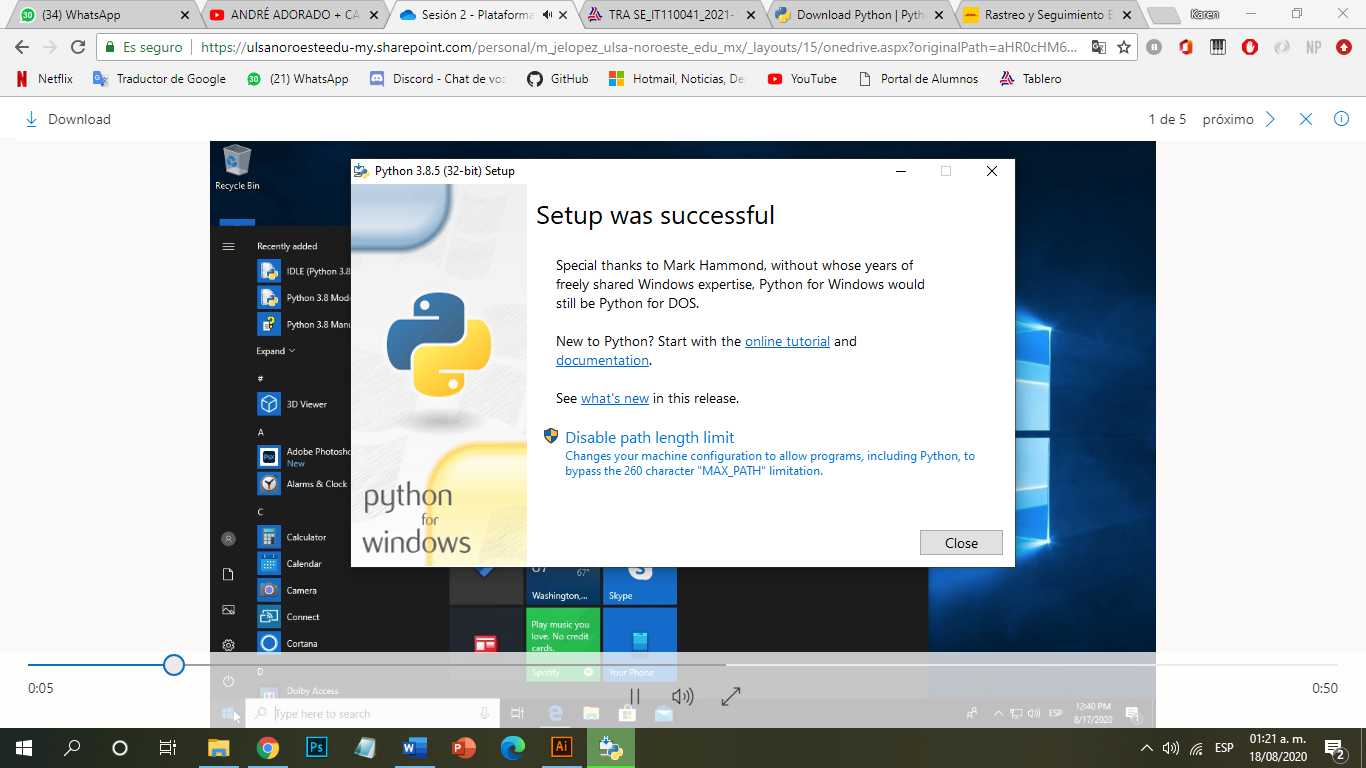 (34) WhatsApp
ANDRÉ ADORADO + CA
Sesión 2 - Plataforma
TRA SE_IT110041_2021-
Download Python | Pyth
Rastreo y Seguimiento E
Karen
Es seguro
https://ulsanoroesteedu-my.sharepoint.com/personal/m_jelopez_ulsa-noroeste_edu_mx/_layouts/15/onedrive.aspx?originalPath=aHR0cHM6...
NP
Netflix
Traductor de Google
(21) WhatsApp
Discord - Chat de voz
GitHub
Hotmail, Noticias, De
YouTube
Portal de Alumnos
Tablero
Download
1 de 5
próximo
Recycle Bin
Python 3.8.5 (32-bit) Setup
Setup was successful
Special thanks to Mark Hammond, without whose years of
freely shared Windows expertise, Python for Windows would
still be Python for DOS.
New to Python? Start with the online tutorial and
documentation.
See what's new in this release.
Disable path length limit
Changes your machine configuration to allow programs, including Python, to
bypass the 260 character "MAX_PATH" limitation.
python
for
windows
Close
Recently added
IDLE (Python 3.8
Python 3.8 Mod
Python 3.8 Manu
Expand
#
3D Viewer
A
Adobe Photosho
New
Alarms & Clock
C
Calculator
Calendar
Camera
Connect
Cortana
D
Dolby Access
67°
Washington,...
Skype
Play music you
love. No credit
cards.
Spotify
Your Phone
0:05
0:50
Type here to search
ESP
12:40 PM
8/17/2020
1
Ps
W
P
Ai
ESP
01:21 a. m.
18/08/2020
2